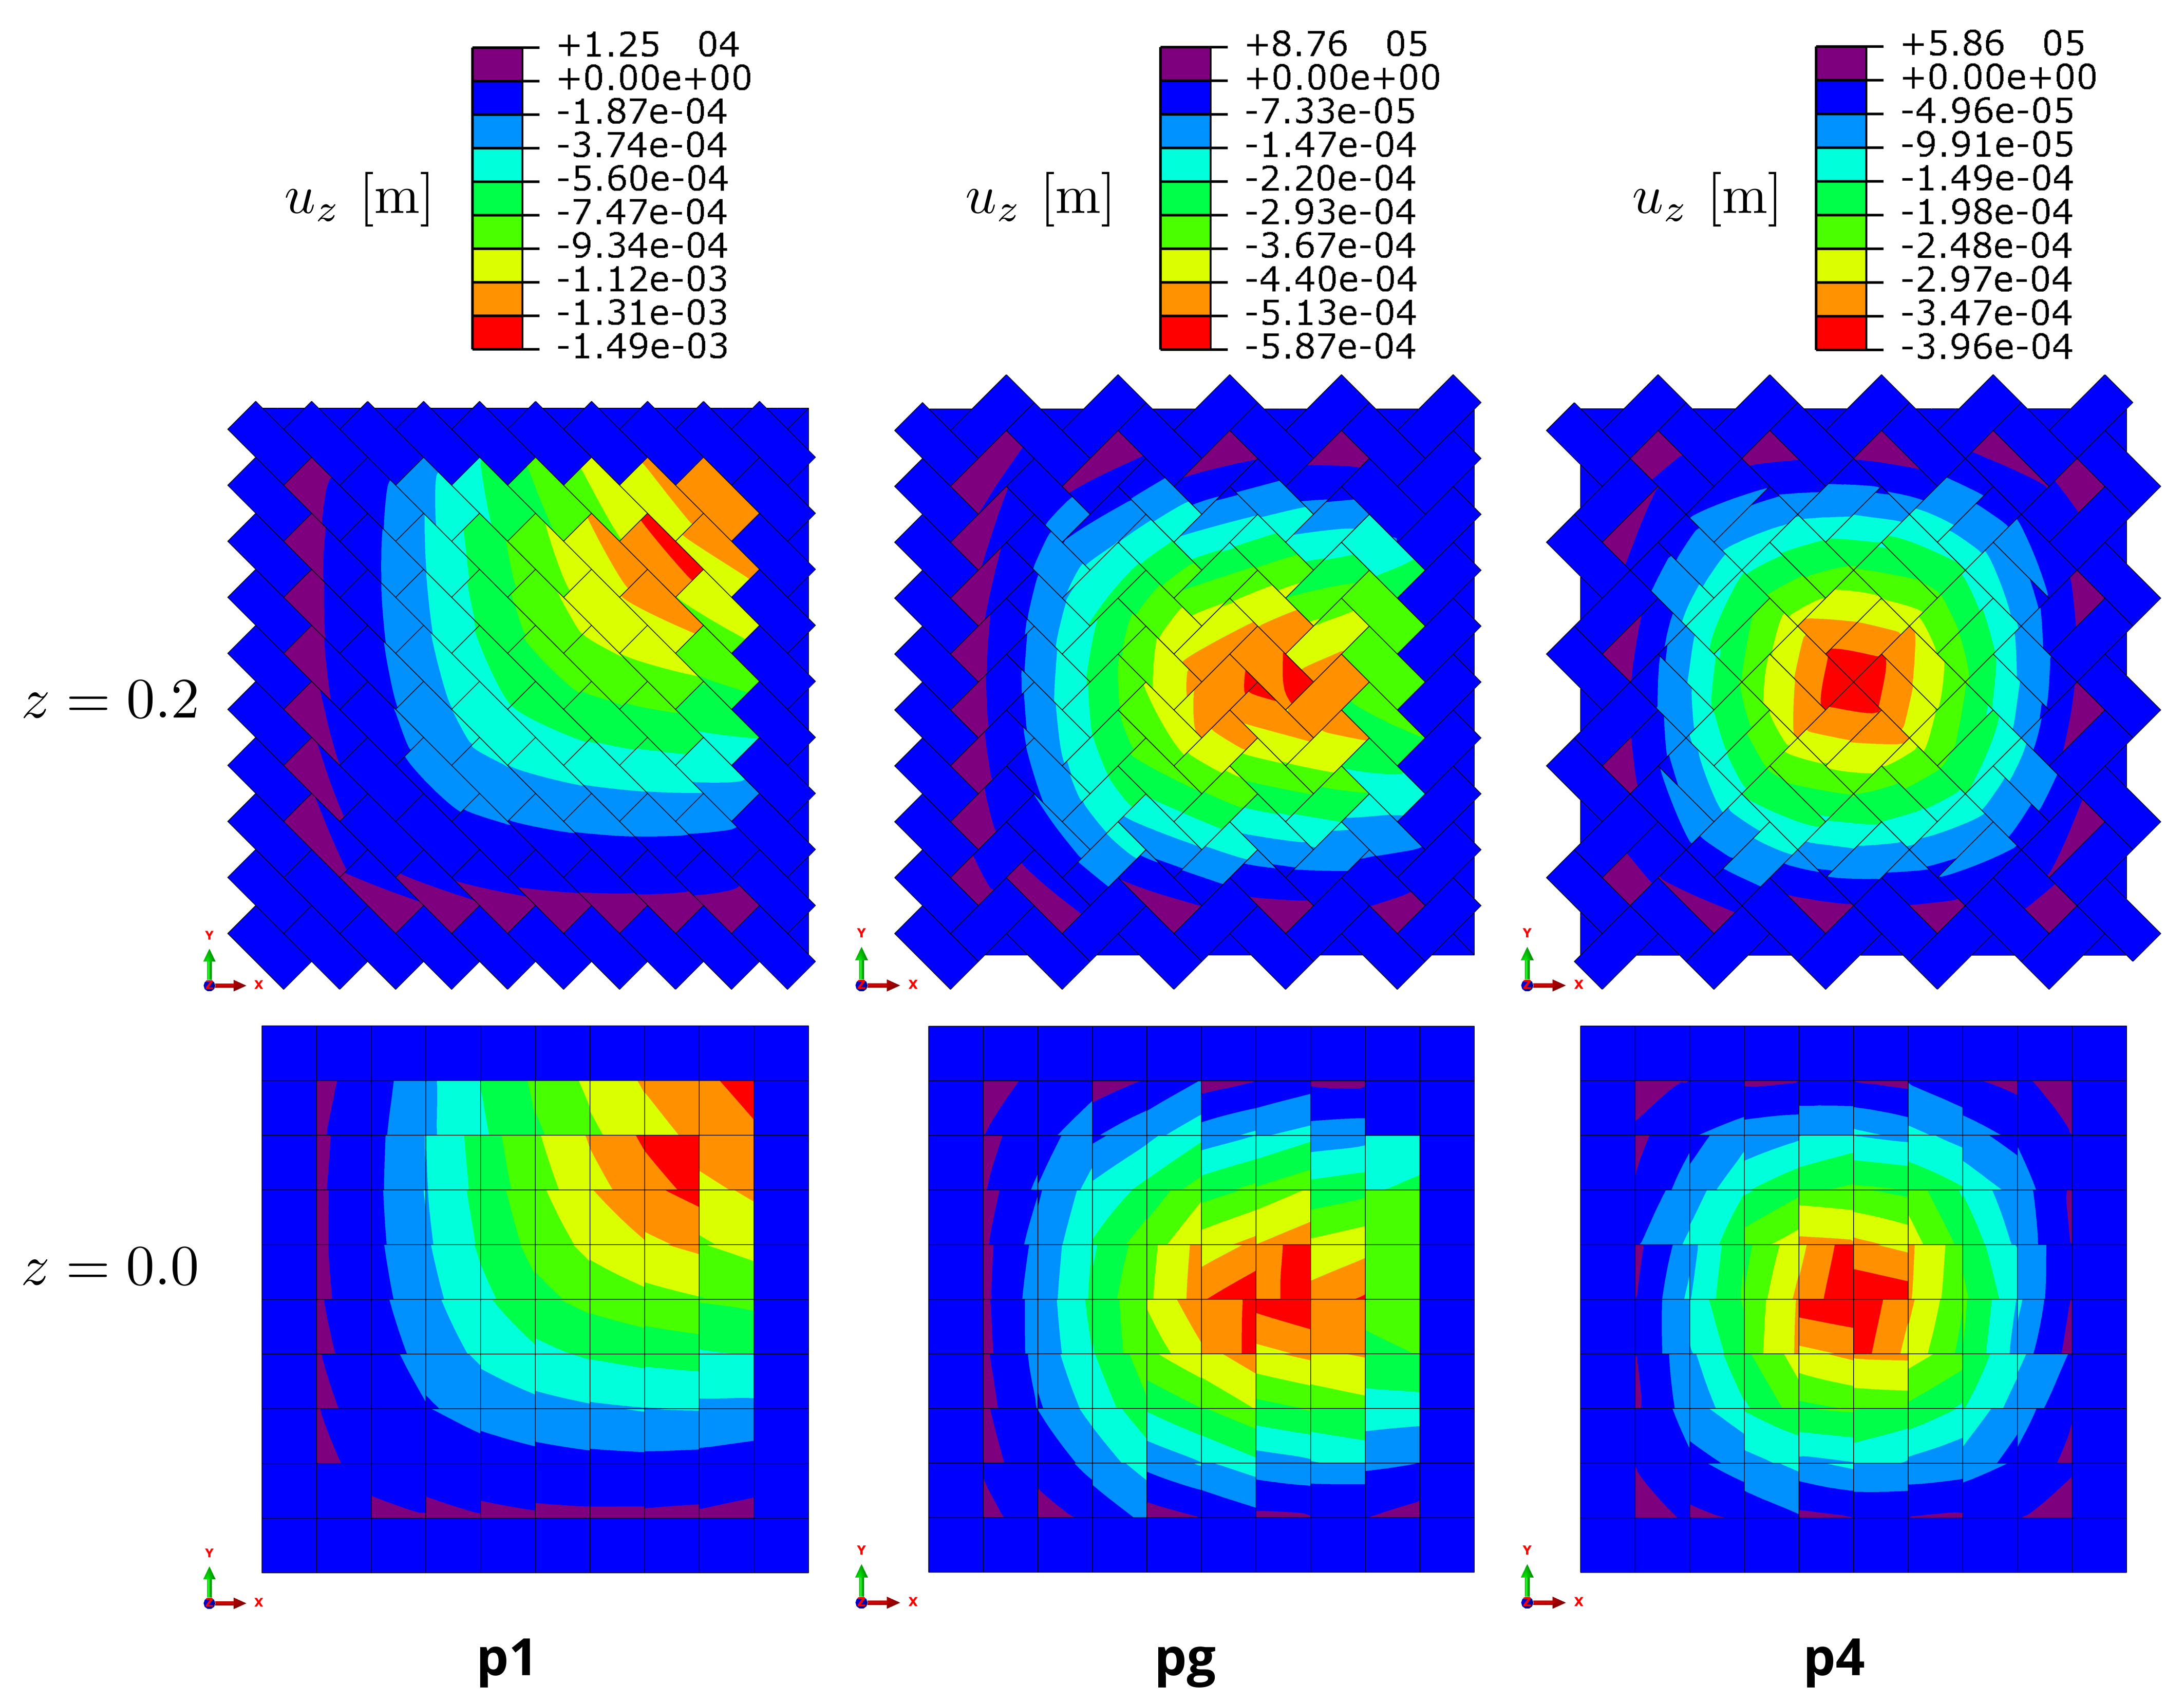 +1.25 04
+0.00e+00
-1.87e-04
-3.74e-04
-5.60e-04
-7.47e-04
-9.34e-04
-1.12e-03
-1.31e-03
-1.49e-03
u_z [m]
+8.76 05
+0.00e+00
-7.33e-05
-1.47e-04
-2.20e-04
-2.93e-04
-3.67e-04
-4.40e-04
-5.13e-04
-5.87e-04
u_z [m]
+5.86 05
+0.00e+00
-4.96e-05
-9.91e-05
-1.49e-04
-1.98e-04
-2.48e-04
-2.97e-04
-3.47e-04
-3.96e-04
u_z [m]
z = 0.2
Y
Z X
Y
Z X
Y
Z X
z = 0.0
Y
Z X
Y
Z X
Y
Z X
p1 pg p4